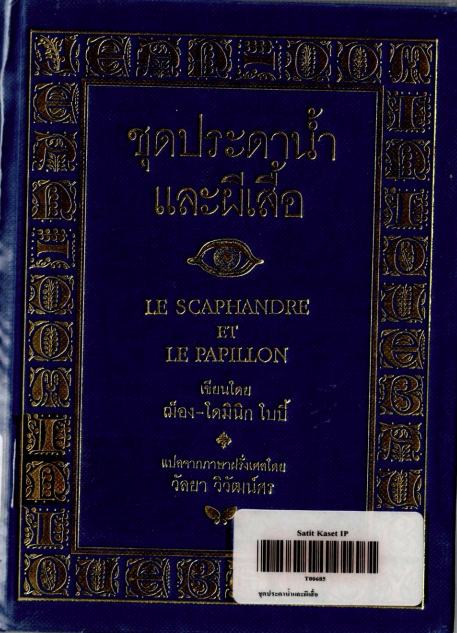 ชุดประดาน้ำ
และผีเสื้อ
LE SCAPHANDRE
ET
LE PAPILLON
เขียนโดย
ฌ็อง-โดมินิก โบบี้
แปลจากภาษาฝรั่งเศสโดย
วัลยา วิวัฒน์ศร
Satit Kaset IP
T00685
ชุดประดาน้ำและผีเสื้อ